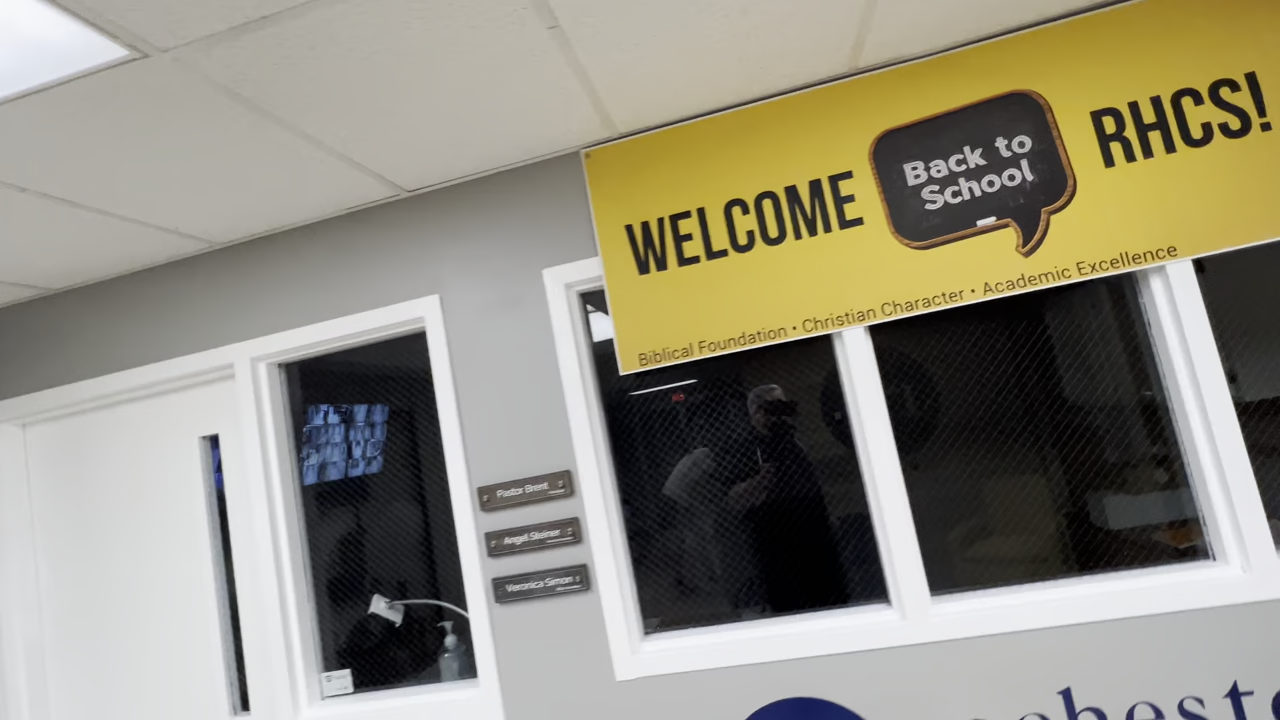 WELCOME
Back to
School
RHCS!
Biblical Foundation • Christian Character • Academic Excellence
Pastor Brent
Angel Steiner
Veronica Simon